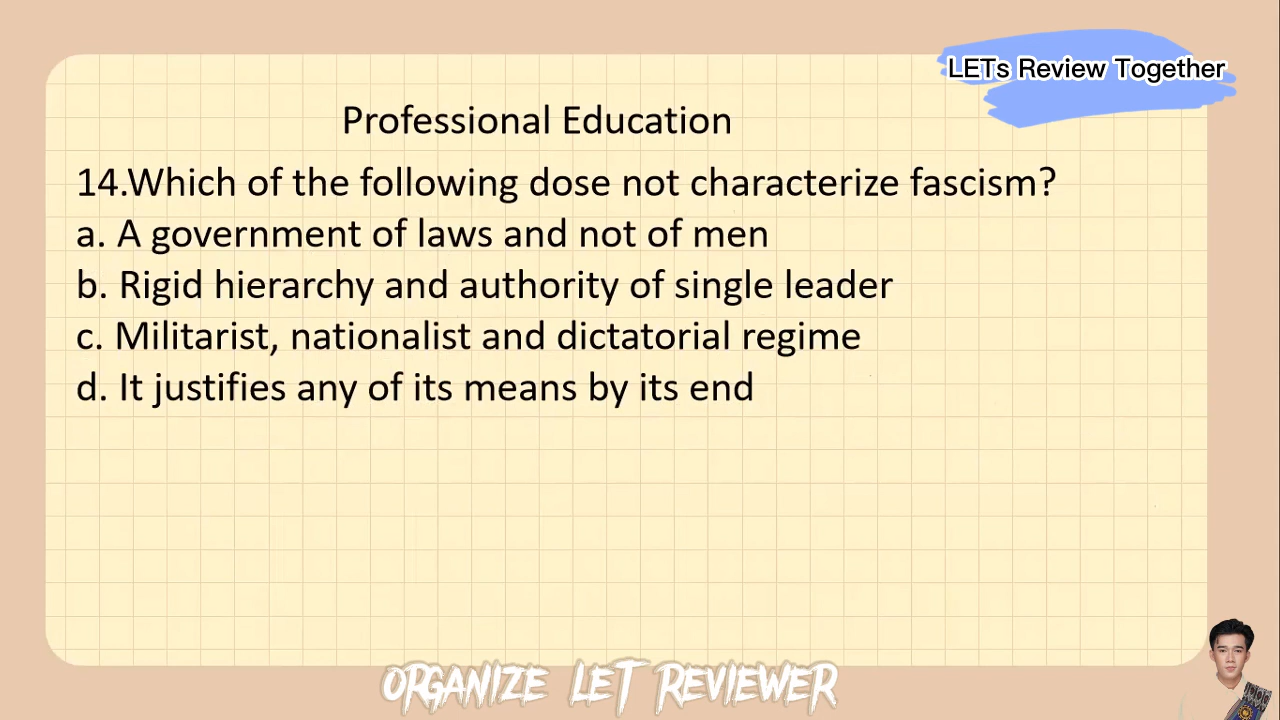 LETs Review Together
Professional Education
14.Which of the following dose not characterize fascism?
a. A government of laws and not of men
b. Rigid hierarchy and authority of single leader
c. Militarist, nationalist and dictatorial regime
d. It justifies any of its means by its end
ORGANIZE LET REVIEWER